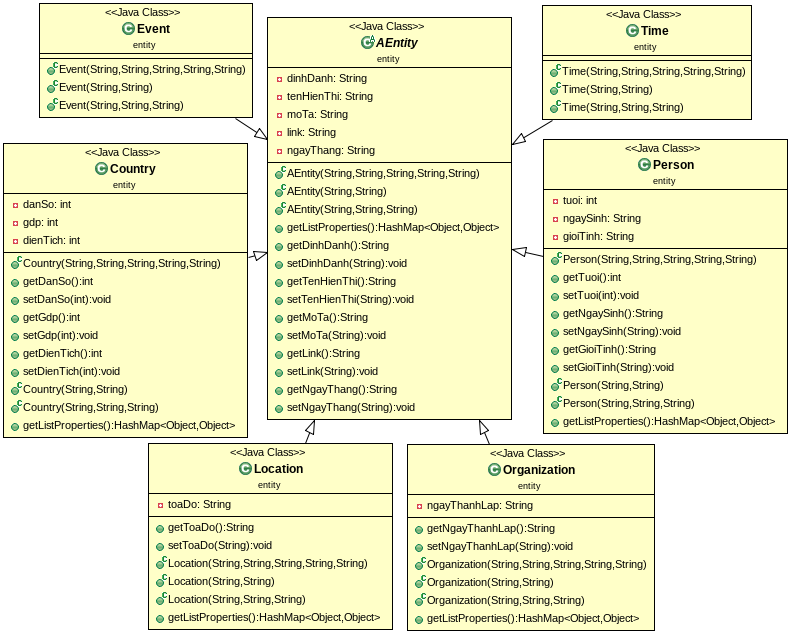 <<Java Class>>
Event
entity
Event(String,String,String,String,String)
Event(String,String)
Event(String,String,String)
<<Java Class>>
AEntity
entity
dinhDanh: String
tenHienThi: String
moTa: String
link: String
ngayThang: String
AEntity(String,String,String,String,String)
AEntity(String,String)
AEntity(String,String,String)
getListProperties():HashMap<Object,Object>
getDinhDanh():String
setDinhDanh(String):void
getTenHienThi():String
setTenHienThi(String):void
getMoTa():String
setMoTa(String):void
getLink():String
setLink(String):void
getNgayThang():String
setNgayThang(String):void
<<Java Class>>
Time
entity
Time(String,String,String,String,String)
Time(String,String)
Time(String,String,String)
<<Java Class>>
Country
entity
danSo: int
gdp: int
dienTich: int
Country(String,String,String,String,String)
getDanSo():int
setDanSo(int):void
getGdp():int
setGdp(int):void
getDienTich():int
setDienTich(int):void
Country(String,String)
Country(String,String,String)
getListProperties():HashMap<Object,Object>
<<Java Class>>
Person
entity
tuoi: int
ngaySinh: String
gioiTinh: String
Person(String,String,String,String,String)
getTuoi():int
setTuoi(int):void
getNgaySinh():String
setNgaySinh(String):void
getGioiTinh():String
setGioiTinh(String):void
Person(String,String)
Person(String,String,String)
getListProperties():HashMap<Object,Object>
<<Java Class>>
Location
entity
toaDo: String
getToaDo():String
setToaDo(String):void
Location(String,String,String,String,String)
Location(String,String)
Location(String,String,String)
getListProperties():HashMap<Object,Object>
<<Java Class>>
Organization
entity
ngayThanhLap: String
getNgayThanhLap():String
setNgayThanhLap(String):void
Organization(String,String,String,String,String)
Organization(String,String)
Organization(String,String,String)
getListProperties():HashMap<Object,Object>